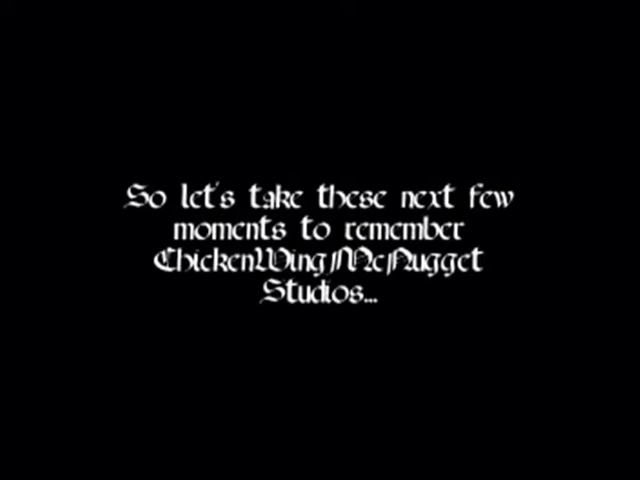 So let's take these next few
moments to remember
ChickenWingMcNugget
Studios...